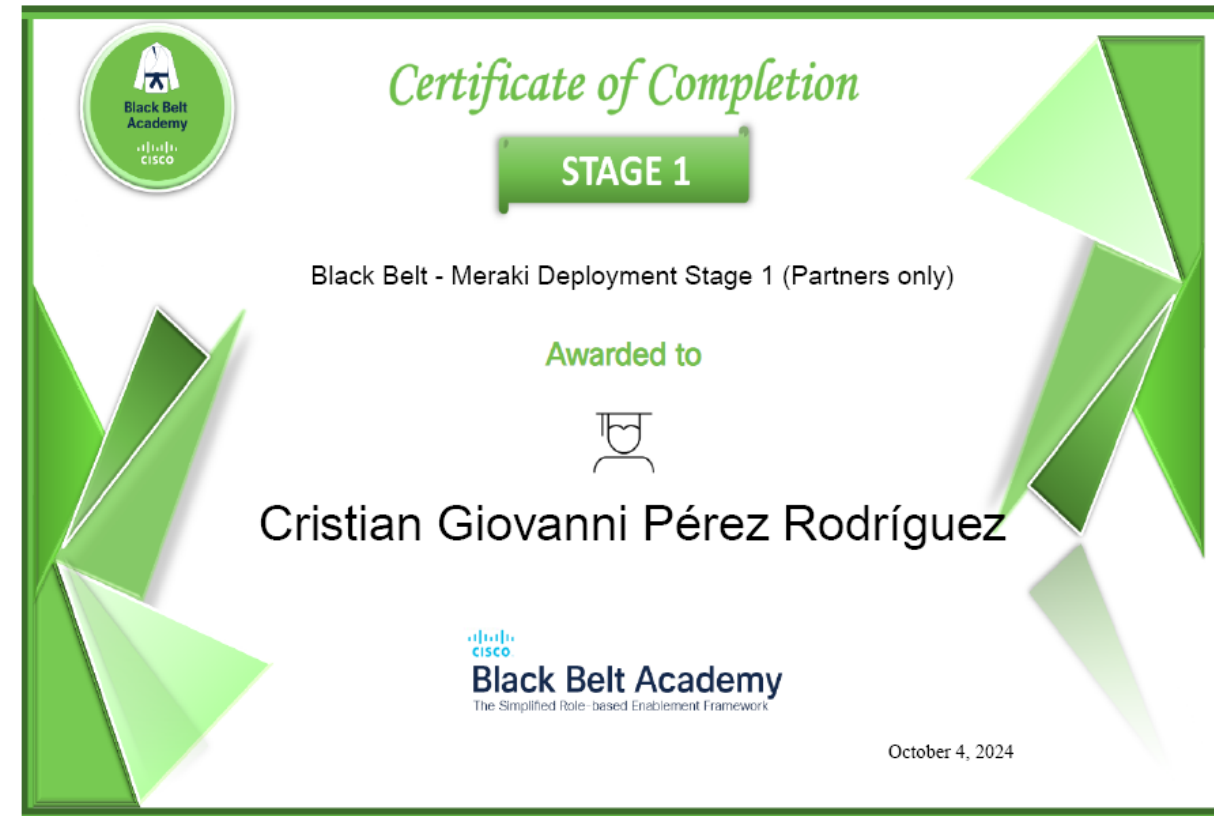 Black Belt
Academy
CISCO
Certificate of Completion
STAGE 1
Black Belt - Meraki Deployment Stage 1 (Partners only)
Awarded to
Cristian Giovanni Pérez Rodríguez
CISCO
Black Belt Academy
The Simplified Role-based Enablement Framework
October 4, 2024